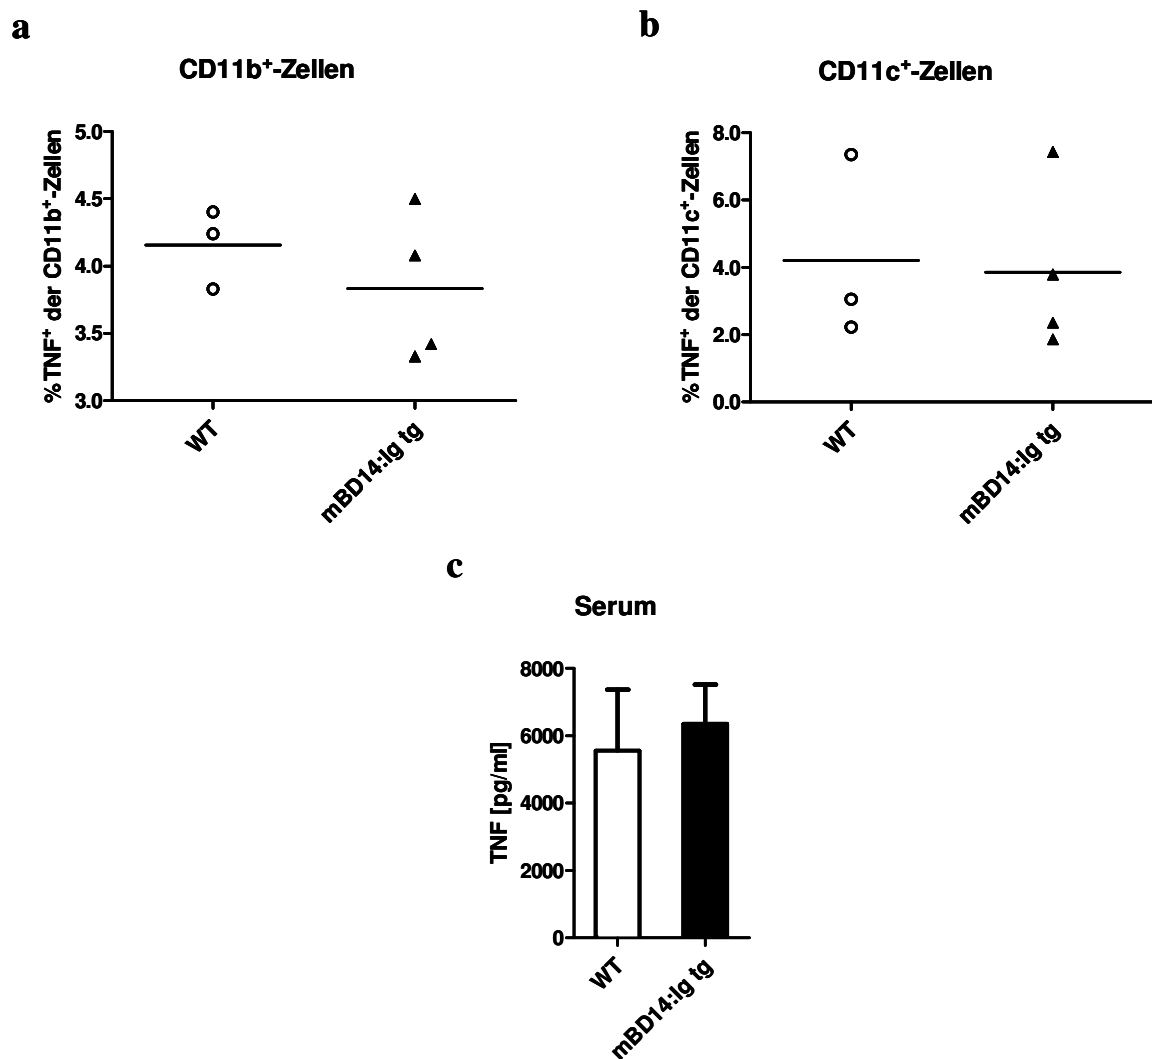 a
CD11b⁺-Zellen
%TNF⁺ der CD11b⁺-Zellen
5.0
4.5
4.0
3.5
3.0
WT
mBD14:Ig tg
b
CD11c⁺-Zellen
%TNF⁺ der CD11c⁺-Zellen
8.0
6.0
4.0
2.0
0.0
WT
mBD14:Ig tg
c
Serum
TNF [pg/ml]
8000
6000
4000
2000
0
WT
mBD14:Ig tg